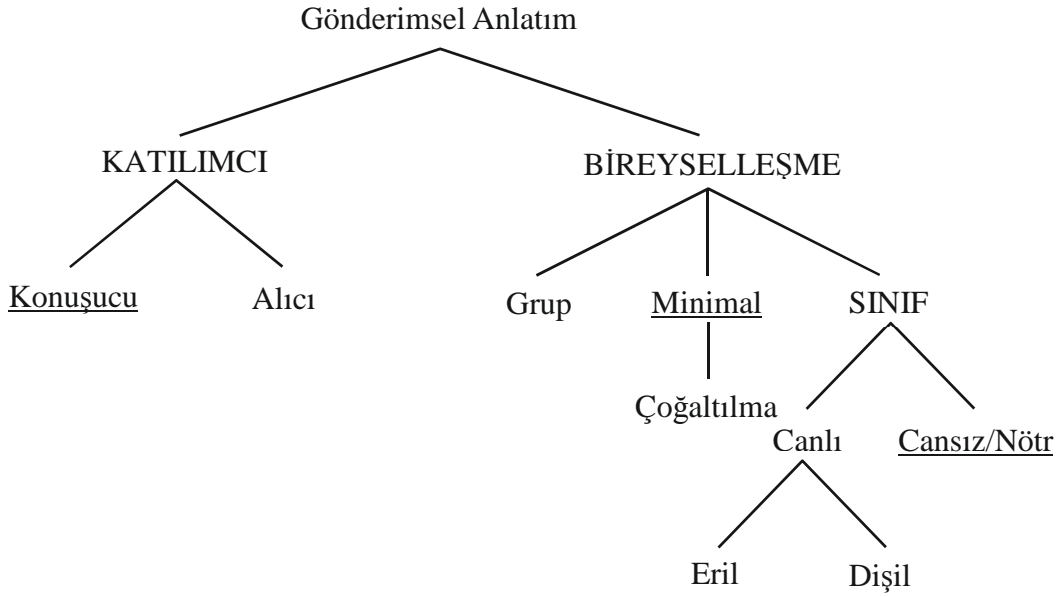 Gönderimsel Anlatım
KATILIMCI
BİREYSELLEŞME
Konuşucu
Alıcı
Grup
Minimal
SINIF
Çoğaltılma
Canlı
Cansız/Nötr
Eril
Dişil